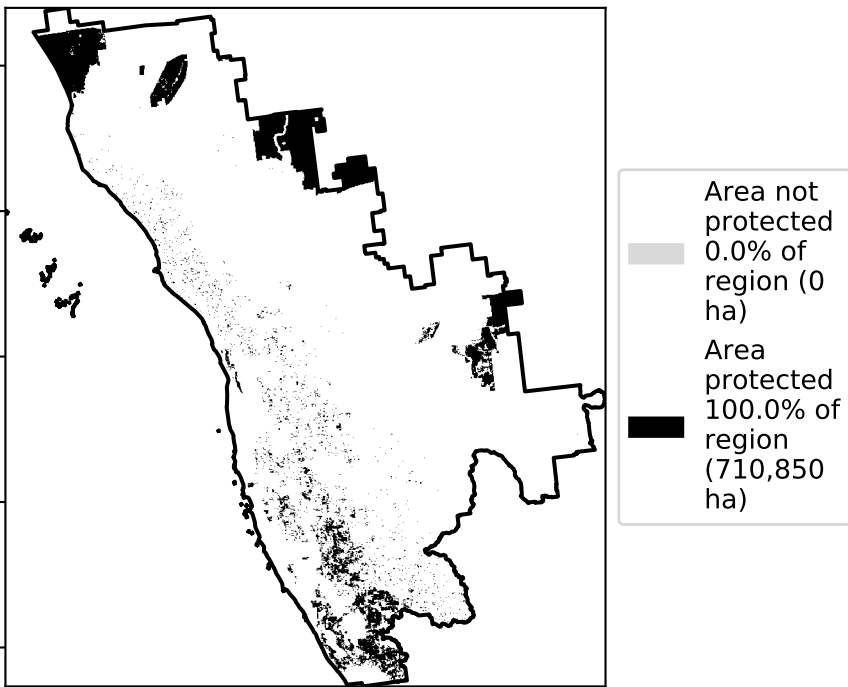 Area not
protected
0.0% of
region (0
ha)
Area
protected
100.0% of
region
(710,850
ha)